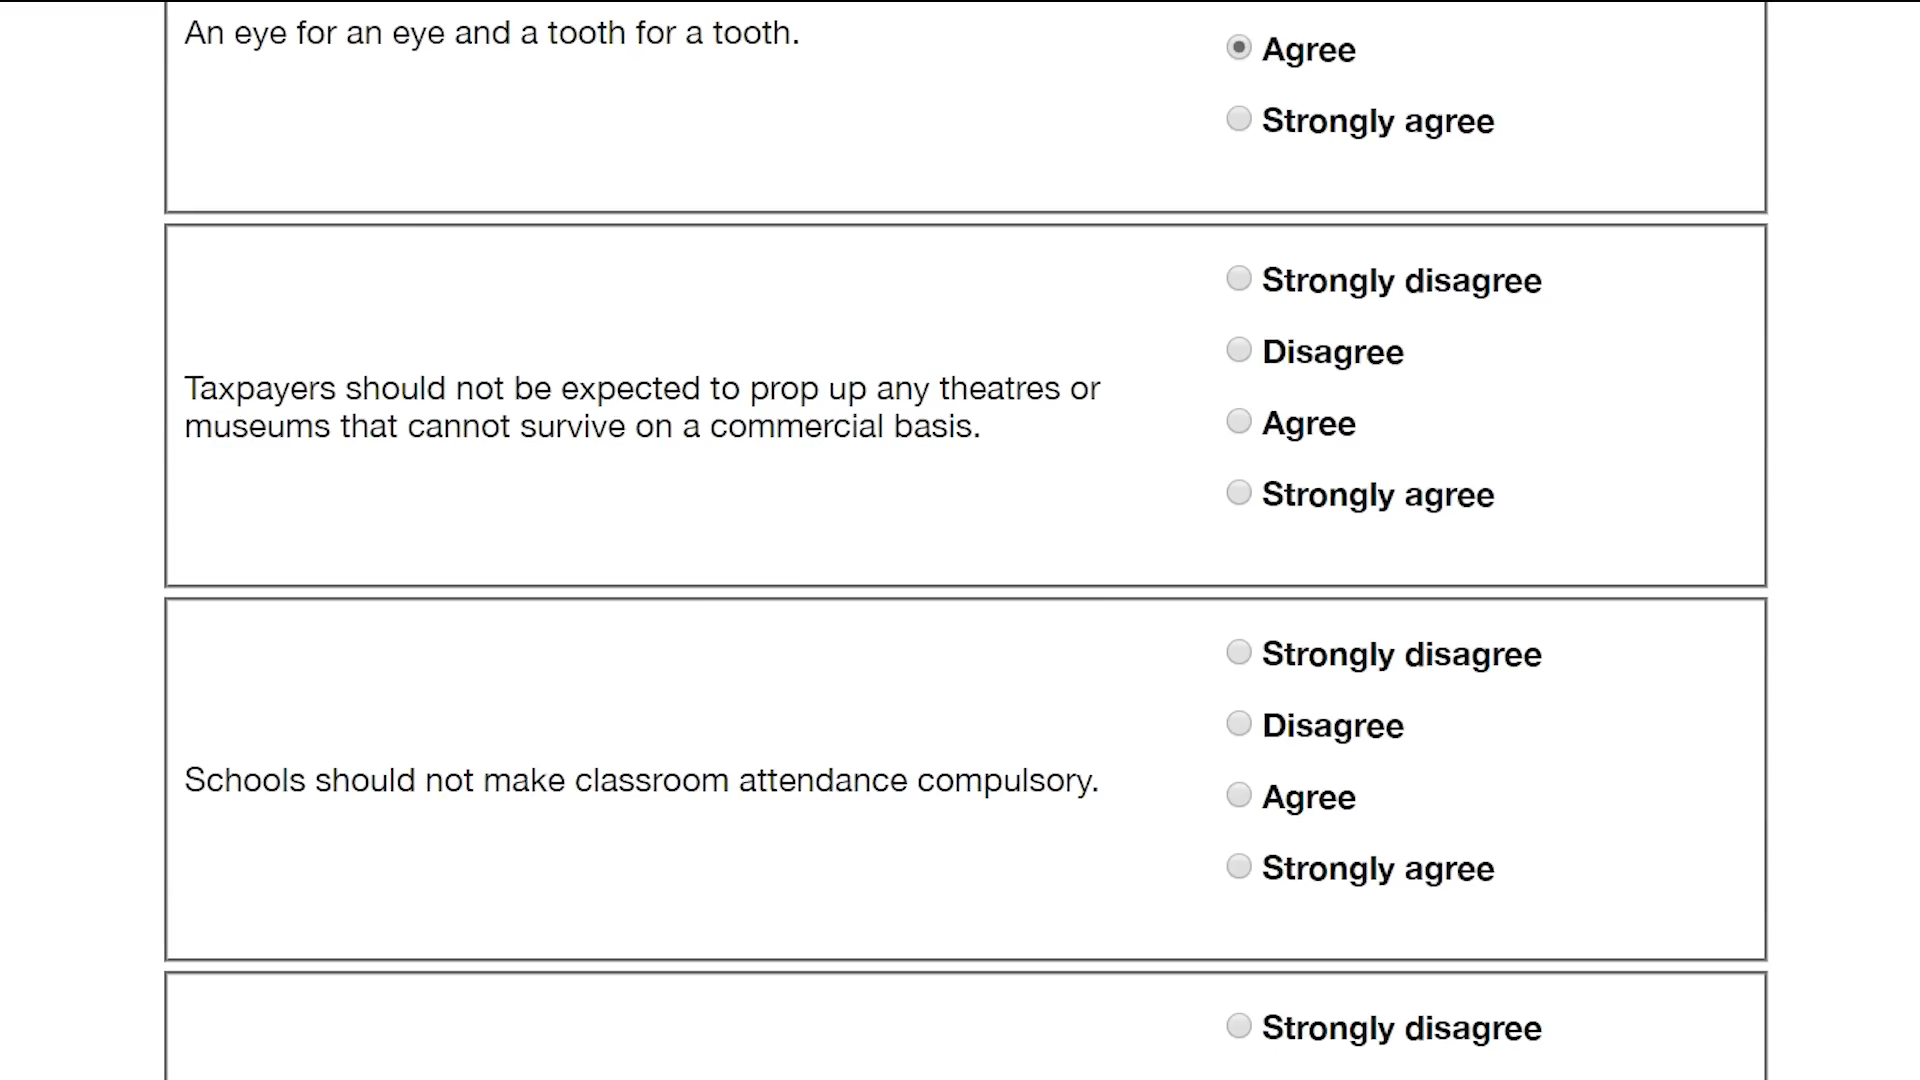 An eye for an eye and a tooth for a tooth.
Agree
Strongly agree
Taxpayers should not be expected to prop up any theatres or
museums that cannot survive on a commercial basis.
Strongly disagree
Disagree
Agree
Strongly agree
Schools should not make classroom attendance compulsory.
Strongly disagree
Disagree
Agree
Strongly agree
Strongly disagree